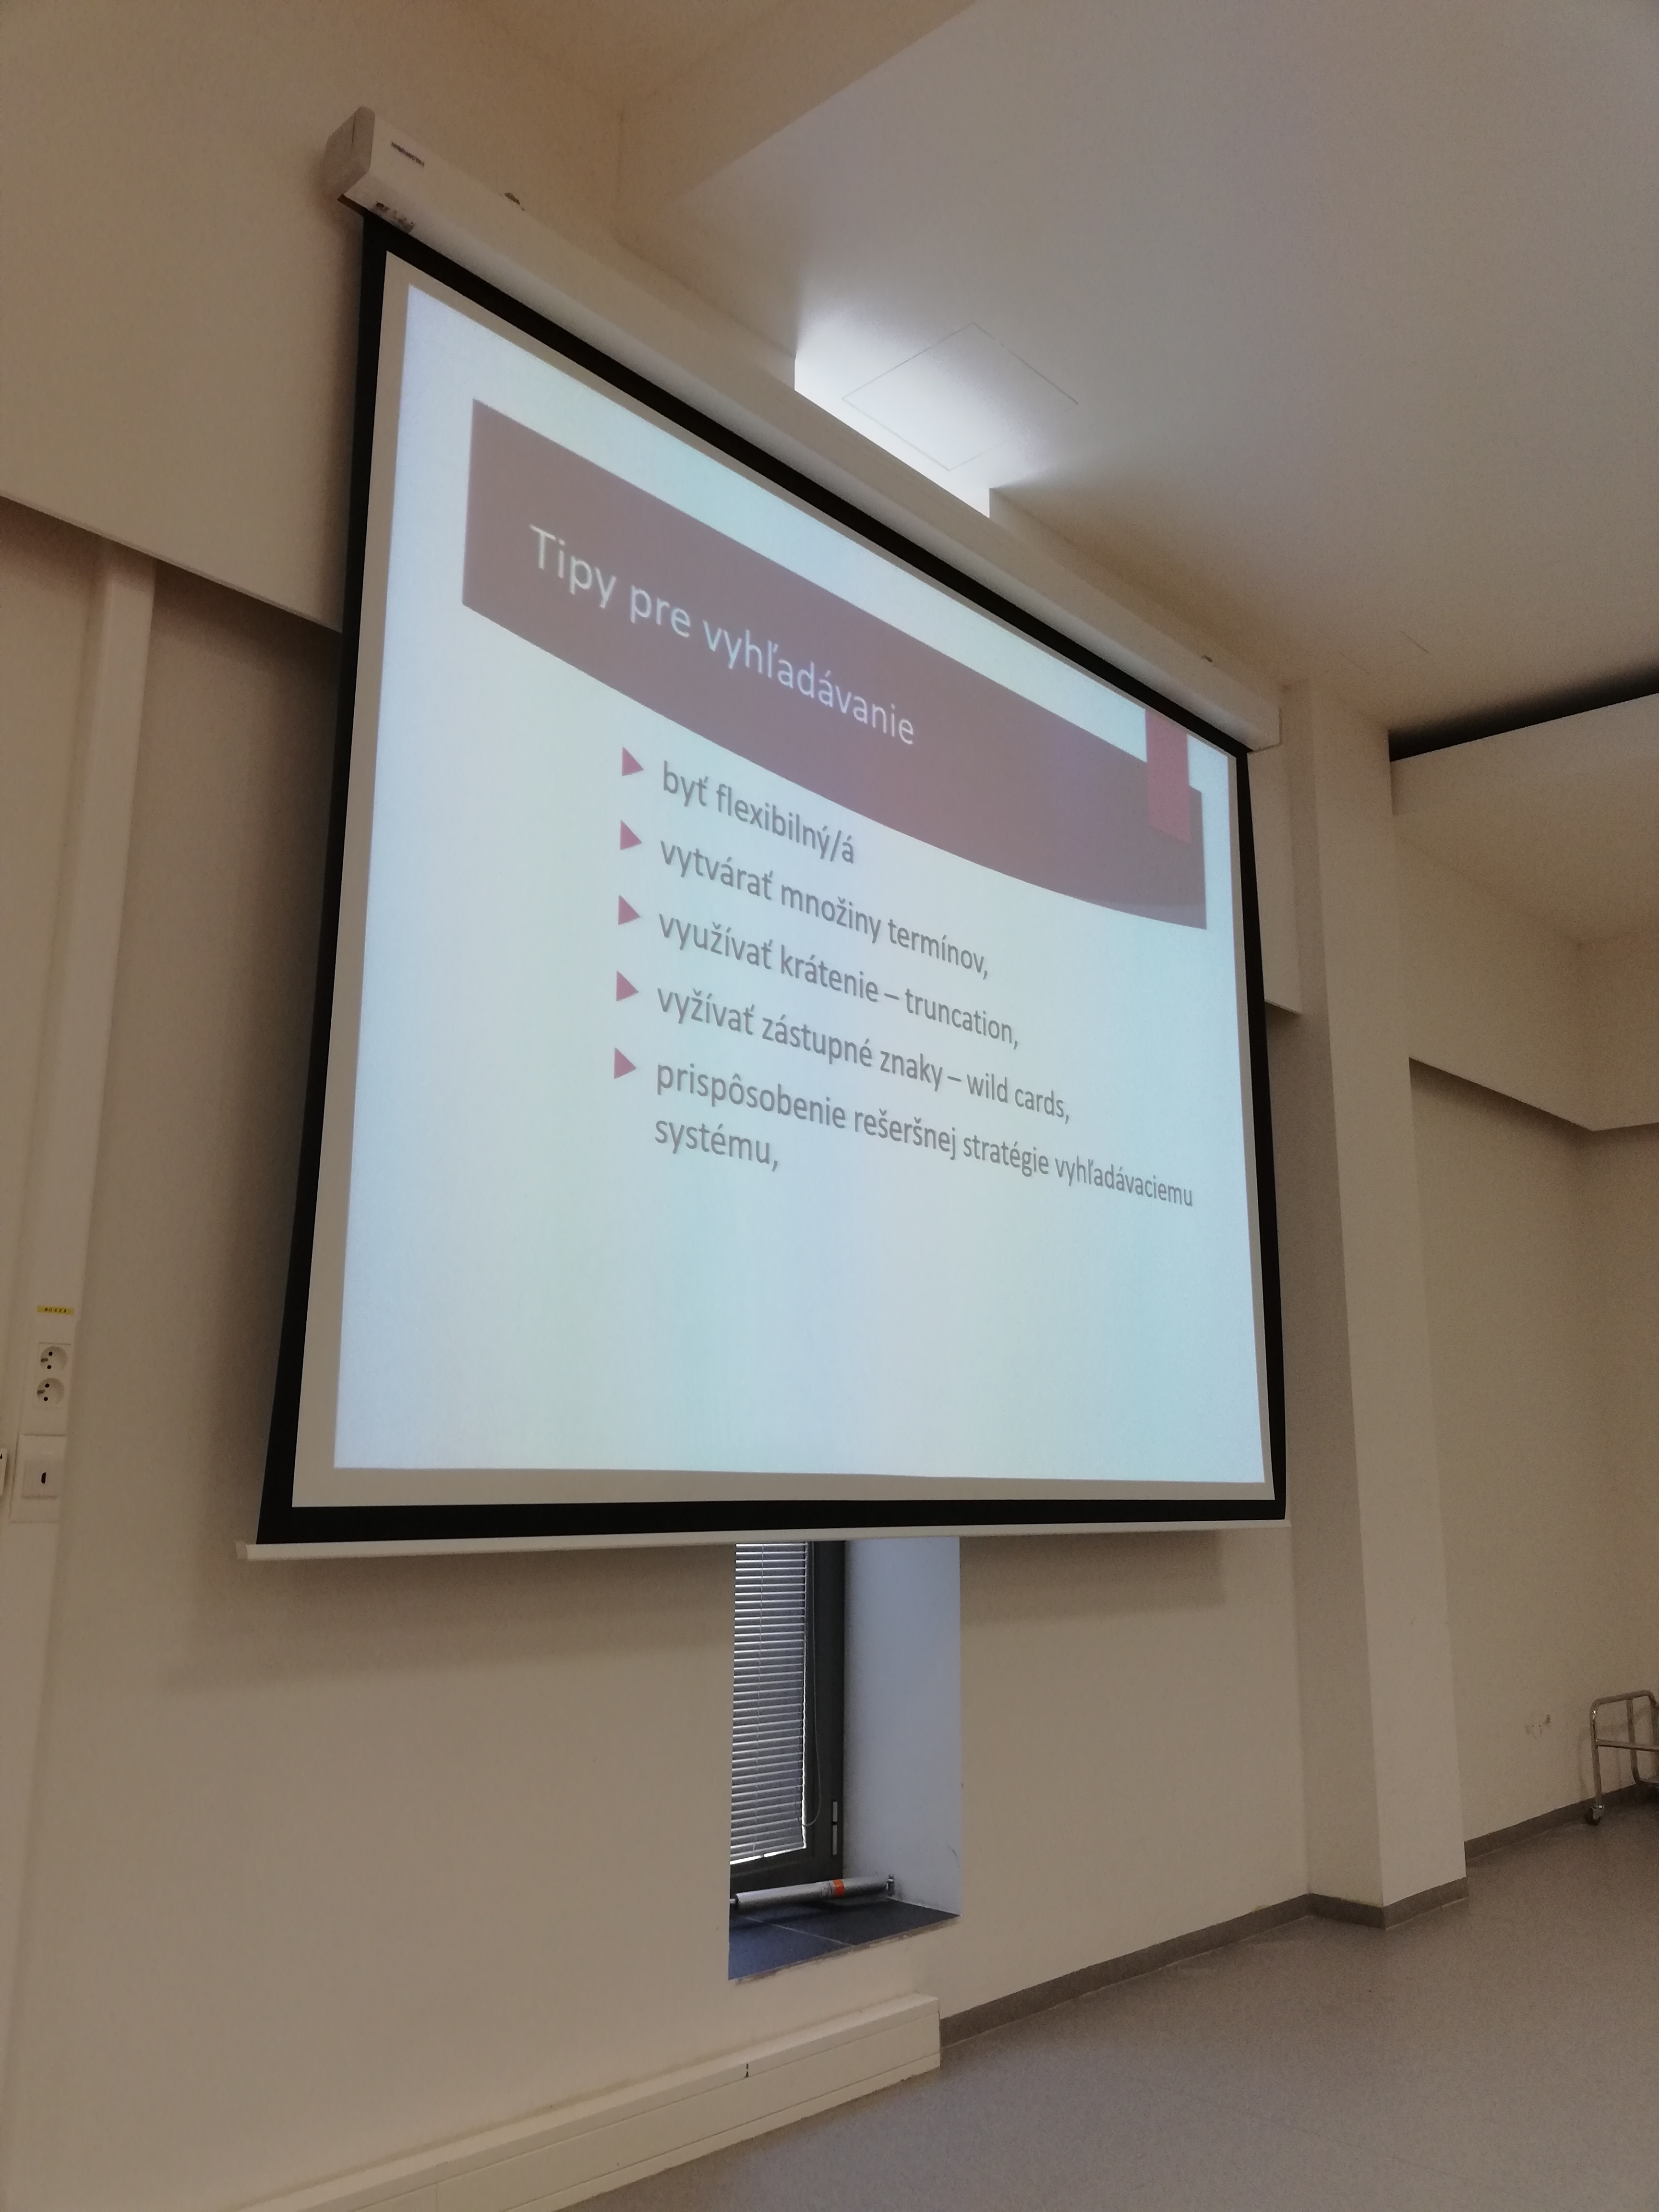 Tipy pre vyhľadávanie
byť flexibilný/á
vytvárať množiny termínov,
využívať krátenie – truncation,
vyžívať zástupné znaky – wild cards,
prispôsobenie rešeršnej stratégie vyhľadávaciemu
systému,